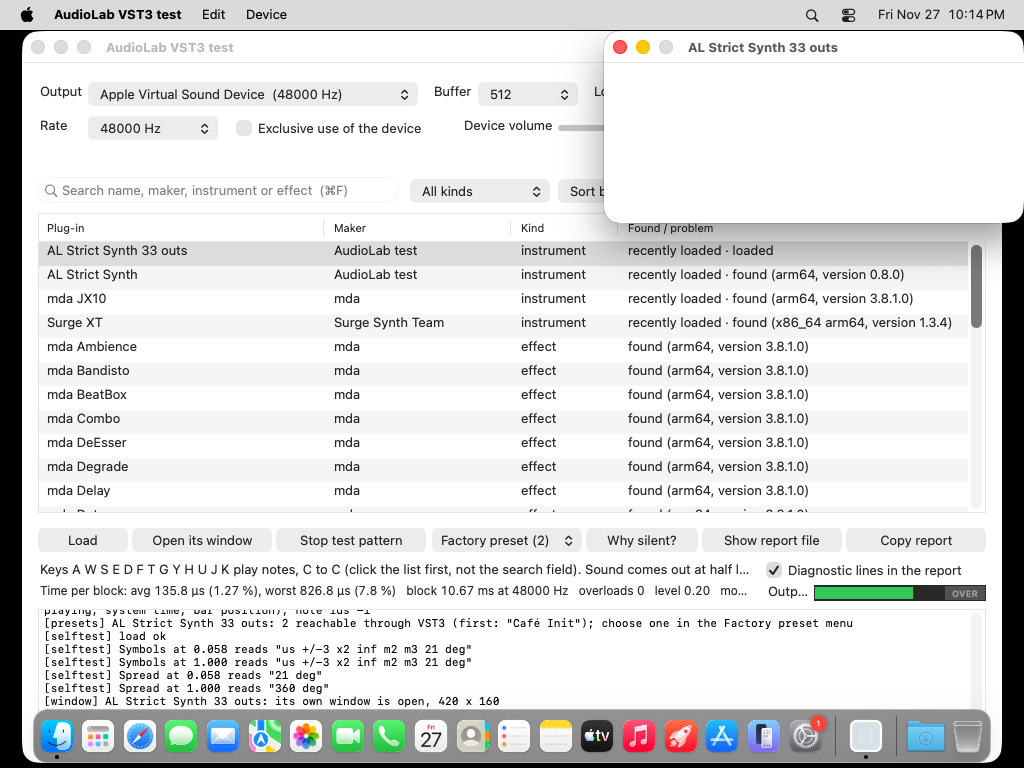 AudioLab VST3 test Edit Device Fri Nov 27 10:14 PM
AudioLab VST3 test
AL Strict Synth 33 outs
Output Apple Virtual Sound Device (48000 Hz) Buffer 512
Rate 48000 Hz Exclusive use of the device Device volume
Search name, maker, instrument or effect (⌘F) All kinds Sort b
Plug-in Maker Kind Found / problem
AL Strict Synth 33 outs AudioLab test instrument recently loaded · loaded
AL Strict Synth AudioLab test instrument recently loaded · found (arm64, version 0.8.0)
mda JX10 mda instrument recently loaded · found (arm64, version 3.8.1.0)
Surge XT Surge Synth Team instrument recently loaded · found (x86_64 arm64, version 1.3.4)
mda Ambience mda effect found (arm64, version 3.8.1.0)
mda Bandisto mda effect found (arm64, version 3.8.1.0)
mda BeatBox mda effect found (arm64, version 3.8.1.0)
mda Combo mda effect found (arm64, version 3.8.1.0)
mda DeEsser mda effect found (arm64, version 3.8.1.0)
mda Degrade mda effect found (arm64, version 3.8.1.0)
mda Delay mda effect found (arm64, version 3.8.1.0)
Load Open its window Stop test pattern Factory preset (2) Why silent? Show report file Copy report
Keys A W S E D F T G Y H U J K play notes, C to C (click the list first, not the search field). Sound comes out at half l... Diagnostic lines in the report
Time per block: avg 135.8 µs (1.27 %), worst 826.8 µs (7.8 %) block 10.67 ms at 48000 Hz overloads 0 level 0.20 mo... Outp... OVER
playing, system time, bar position), note ids -1
[presets] AL Strict Synth 33 outs: 2 reachable through VST3 (first: "Café Init"); choose one in the Factory preset menu
[selftest] load ok
[selftest] Symbols at 0.058 reads "us +/-3 x2 inf m2 m3 21 deg"
[selftest] Symbols at 1.000 reads "us +/-3 x2 inf m2 m3 21 deg"
[selftest] Spread at 0.058 reads "21 deg"
[selftest] Spread at 1.000 reads "360 deg"
[window] AL Strict Synth 33 outs: its own window is open, 420 x 160
Fri
27
tv
1